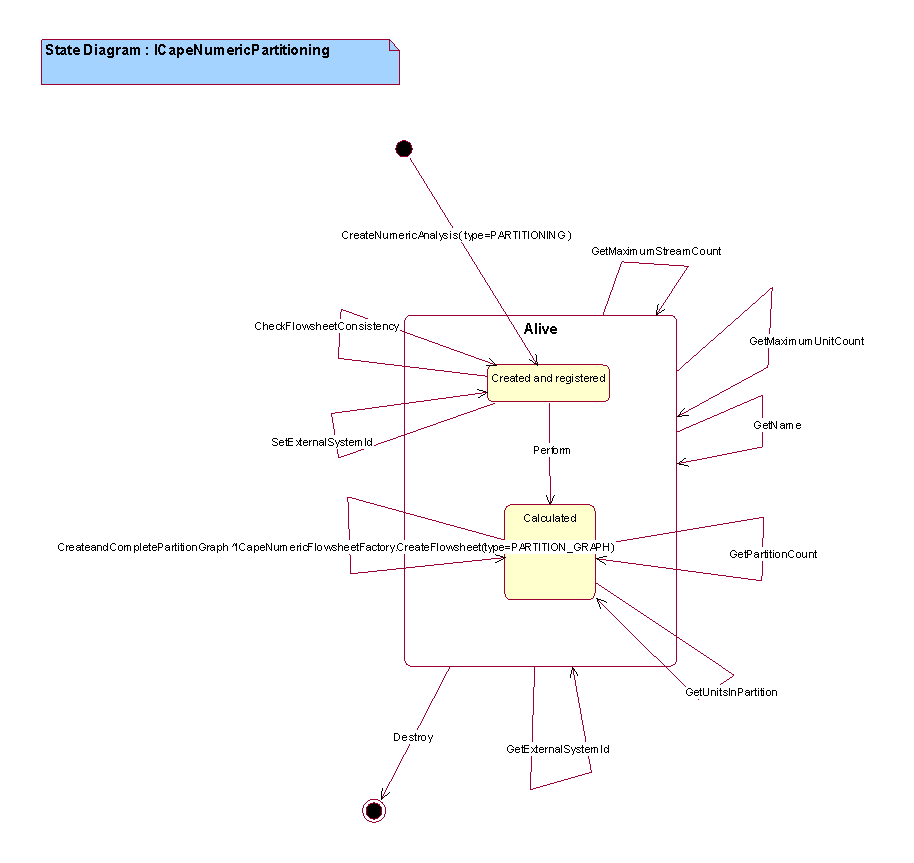 State Diagram : ICapeNumericPartitioning
CreateNumericAnalysis( type=PARTITIONING )
GetMaximumStreamCount
CheckFlowsheetConsistency
Alive
GetMaximumUnitCount
Created and registered
SetExternalSystemId
GetName
Perform
Calculated
CreateandCompletePartitionGraph ^ICapeNumericFlowsheetFactory.CreateFlowsheet(type=PARTITION_GRAPH)
GetPartitionCount
GetUnitsInPartition
Destroy
GetExternalSystemId